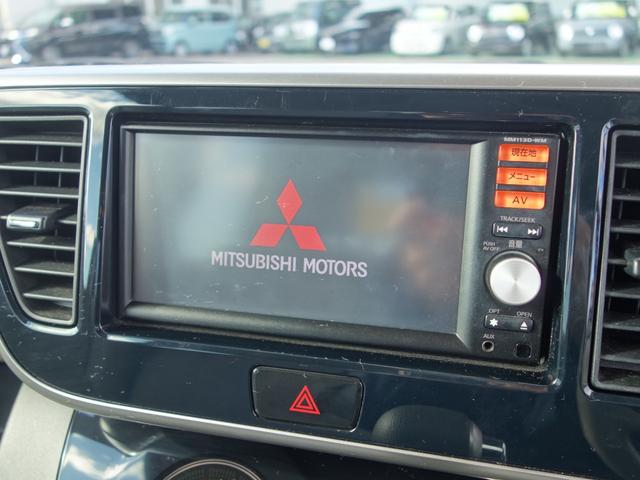 MM113D-WM
現在地
メニュー
AV
TRACK/SEEK
PUSH
AV OFF
音量
MITSUBISHI MOTORS
OPT
OPEN
AUX